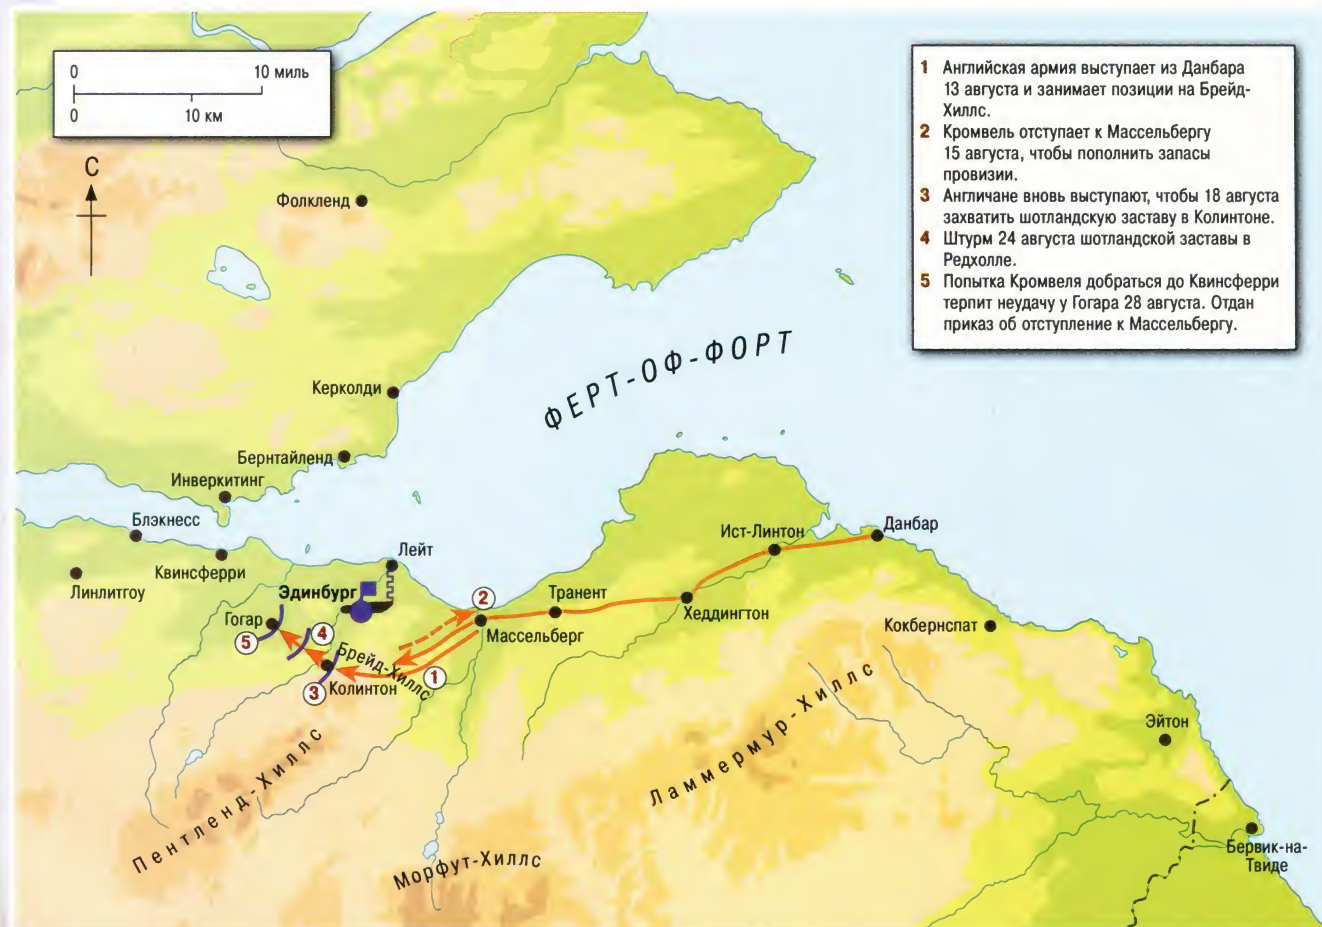 0 10 миль
0 10 км
С
1 Английская армия выступает из Данбара
13 августа и занимает позиции на Брейд-
Хиллс.
2 Кромвель отступает к Массельбергу
15 августа, чтобы пополнить запасы
провизии.
3 Англичане вновь выступают, чтобы 18 августа
захватить шотландскую заставу в Колинтоне.
4 Штурм 24 августа шотландской заставы в
Редхолле.
5 Попытка Кромвеля добраться до Квинсферри
терпит неудачу у Гогара 28 августа. Отдан
приказ об отступление к Массельбергу.
Фолкленд
ФЕРТ-ОФ-ФОРТ
Керколди
Бернтайленд
Инверкитинг
Блэкнесс
Квинсферри
Линлитгоу
Лейт
Эдинбург
Гогар
5
4
3
2
1
Брейд-Хиллс
Колинтон
Массельберг
Транент
Хеддингтон
Ист-Линтон
Данбар
Кокбернспат
Эйтон
Бервик-на-
Твиде
Пентленд-Хиллс
Морфут-Хиллс
Ламмермур-Хиллс